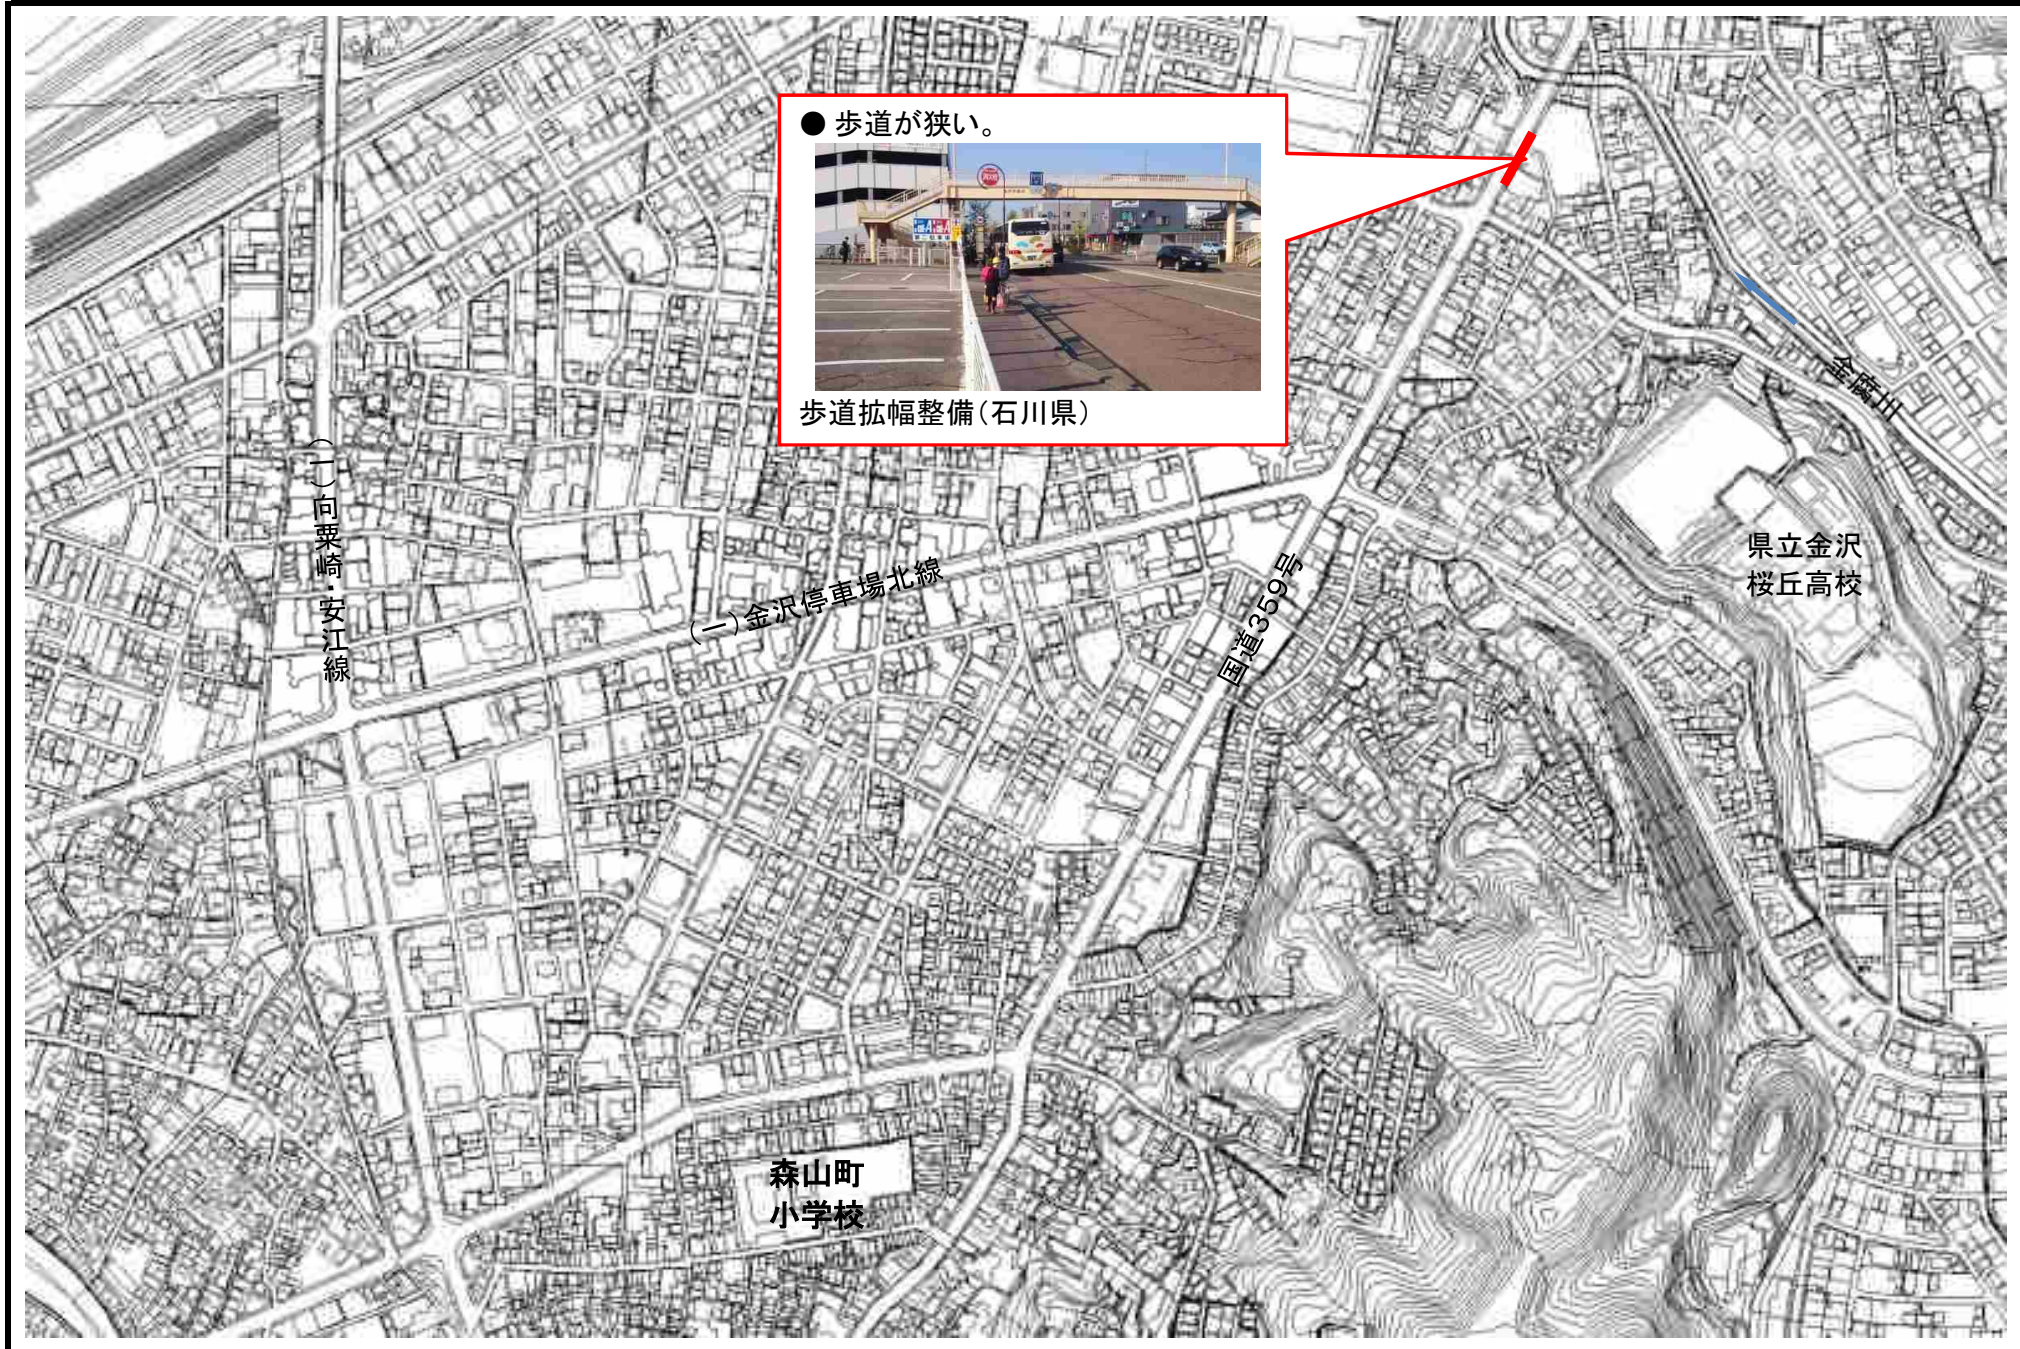 ● 歩道が狭い。
歩道拡幅整備(石川県)
金腐川
(一)向粟崎・安江線
県立金沢
桜丘高校
(一)金沢停車場北線
国道359号
森山町
小学校